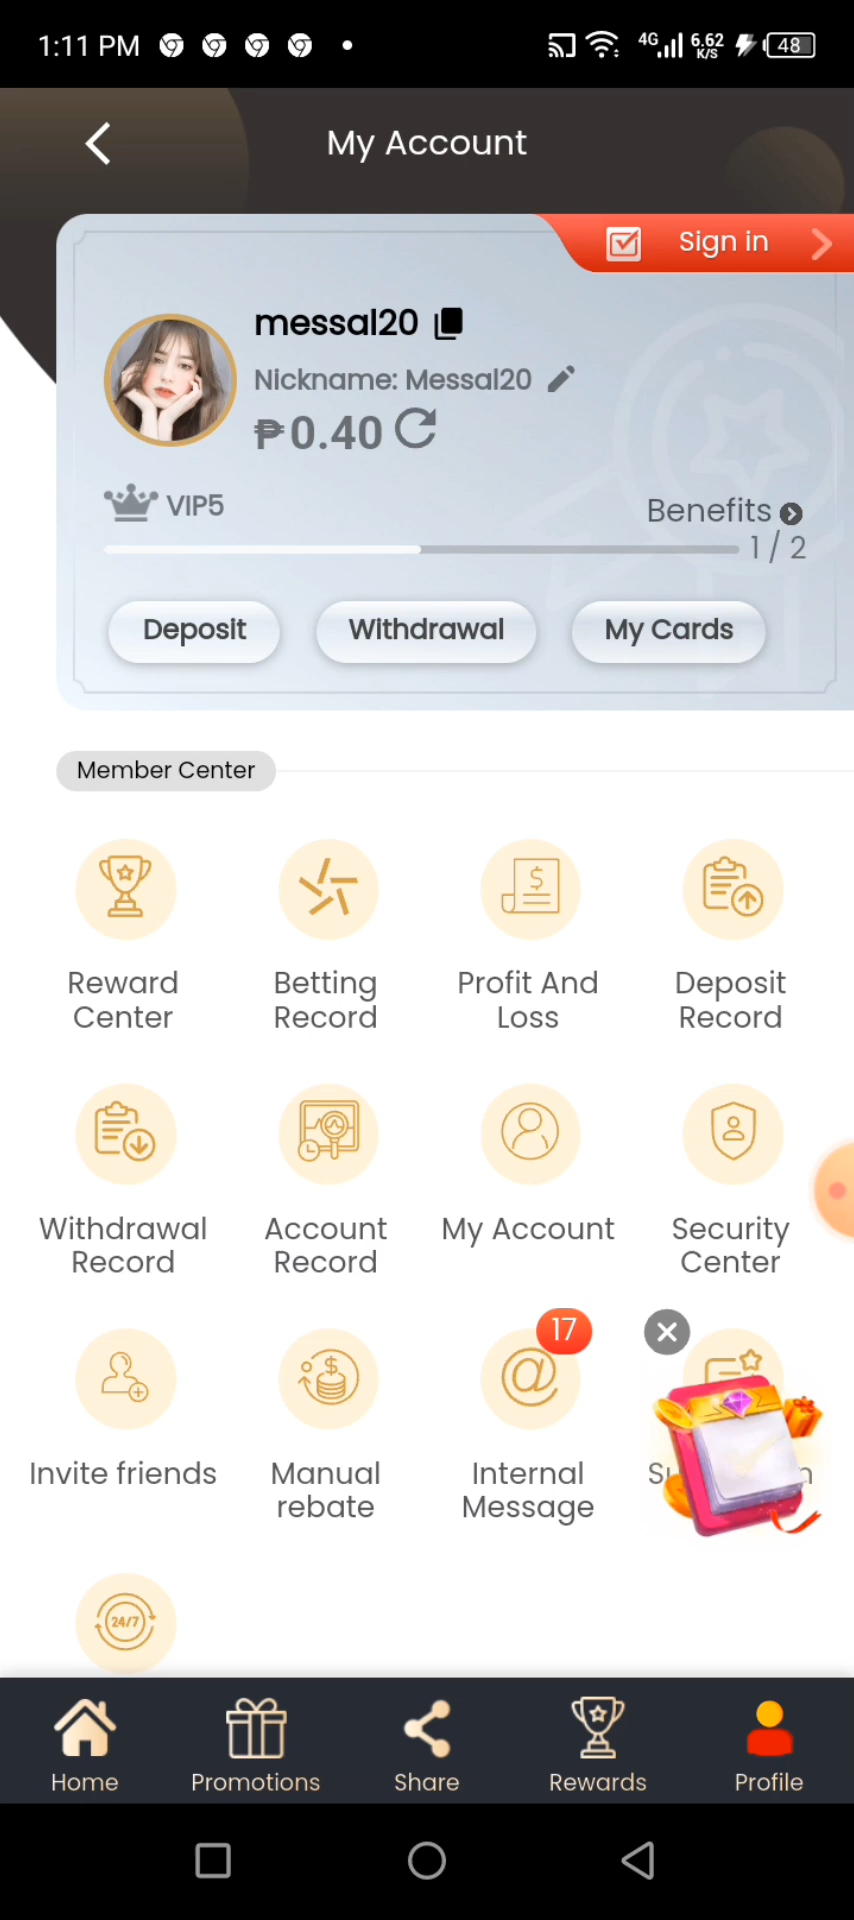 1:11 PM
4G
6.62
K/S
48
My Account
Sign in
messal20
Nickname: Messal20
₱0.40
VIP5
Benefits
1 / 2
Deposit
Withdrawal
My Cards
Member Center
Reward
Center
Betting
Record
Profit And
Loss
Deposit
Record
Withdrawal
Record
Account
Record
My Account
Security
Center
Invite friends
Manual
rebate
17
Internal
Message
24/7
Home
Promotions
Share
Rewards
Profile